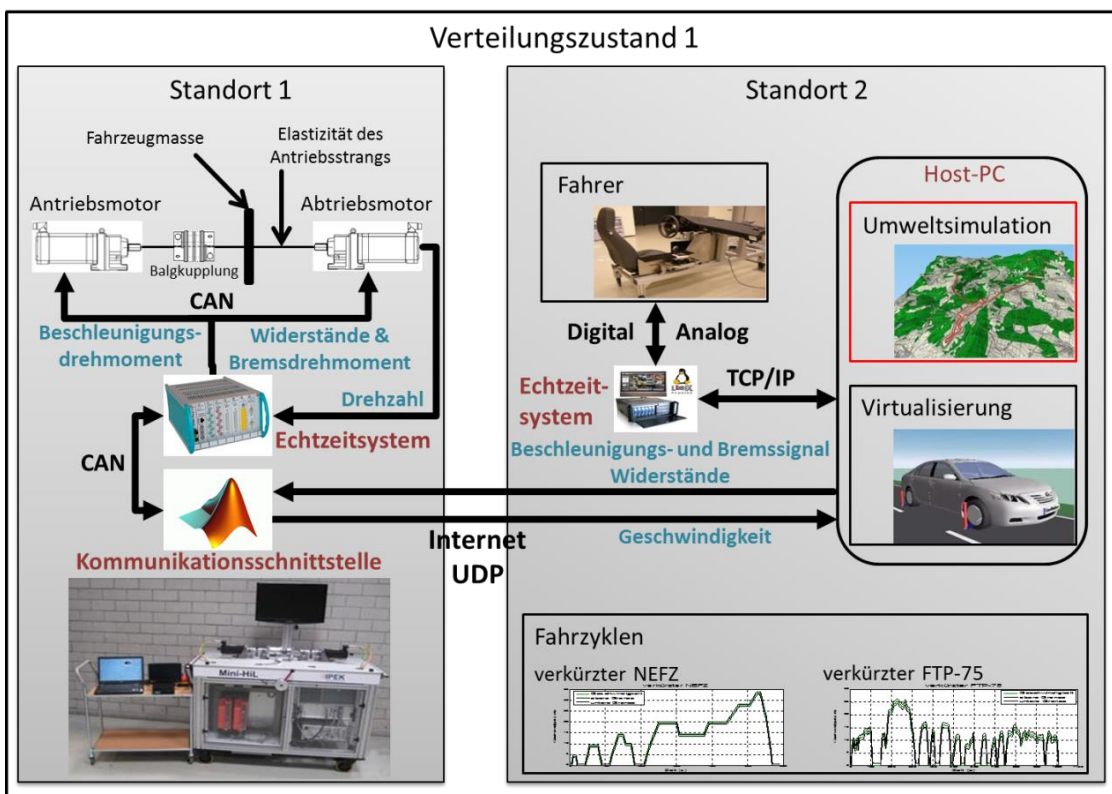 Verteilungszustand 1
Standort 1
Fahrzeugmasse
Elastizität des
Antriebsstrangs
Antriebsmotor
Abtriebsmotor
Balgkupplung
CAN
Beschleunigungs-
drehmoment
Widerstände &
Bremsdrehmoment
Drehzahl
Echtzeitsystem
CAN
Kommunikationsschnittstelle
Mini-HiL
IPEK
Internet
UDP
Standort 2
Fahrer
Digital
Analog
Echtzeit-
system
TCP/IP
Beschleunigungs- und Bremssignal
Widerstände
Geschwindigkeit
Host-PC
Umweltsimulation
Virtualisierung
Fahrzyklen
verkürzter NEFZ
verkürzter FTP-75